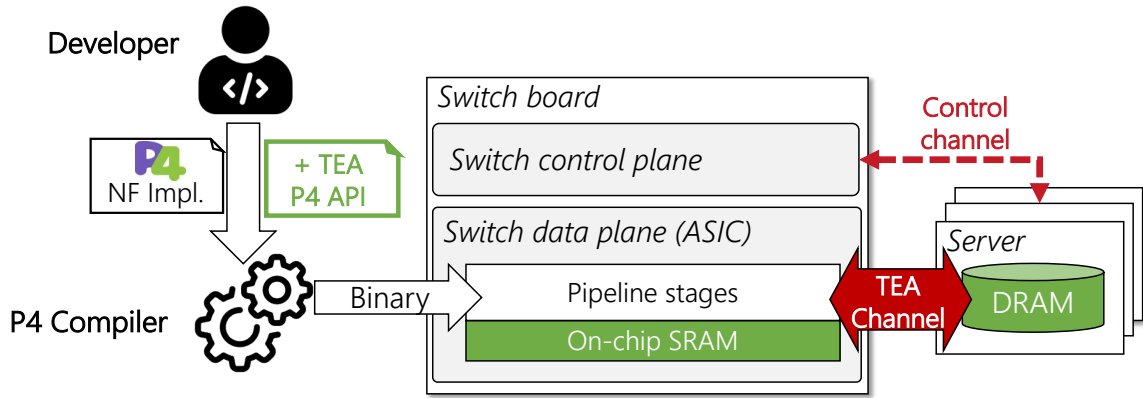 Developer
</>
P4
NF Impl.
+ TEA
P4 API
P4 Compiler
Binary
Switch board
Switch control plane
Switch data plane (ASIC)
Pipeline stages
On-chip SRAM
Control
channel
TEA
Channel
Server
DRAM